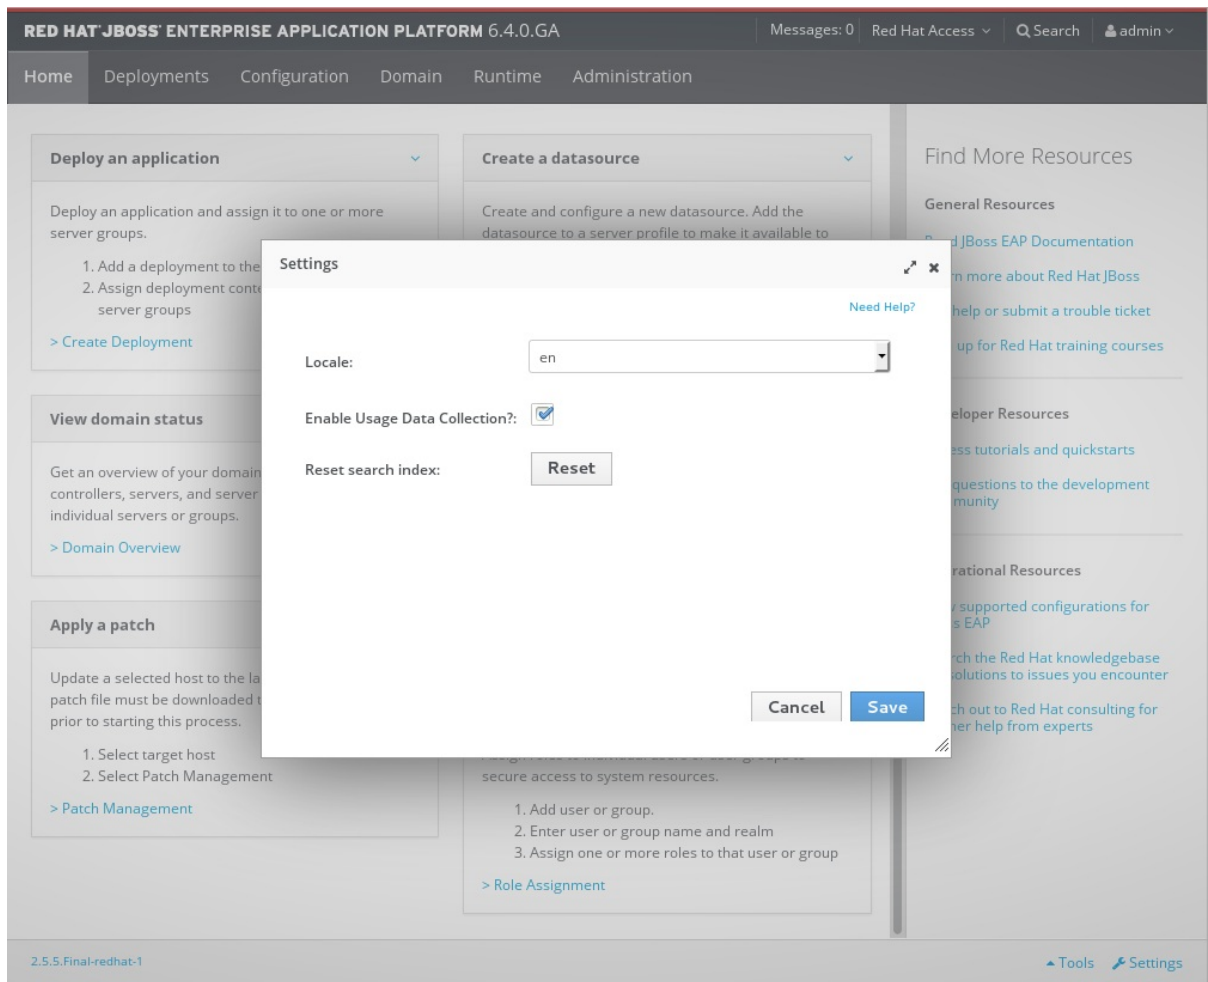 RED HAT JBOSS ENTERPRISE APPLICATION PLATFORM 6.4.0.GA
Messages: 0
Red Hat Access
Search
admin
Home
Deployments
Configuration
Domain
Runtime
Administration
Deploy an application
Deploy an application and assign it to one or more
server groups.
1. Add a deployment to the
2. Assign deployment conte
server groups
> Create Deployment
Create a datasource
Create and configure a new datasource. Add the
datasource to a server profile to make it available to
View domain status
Get an overview of your domain
controllers, servers, and server
individual servers or groups.
> Domain Overview
Apply a patch
Update a selected host to the la
patch file must be downloaded t
prior to starting this process.
1. Select target host
2. Select Patch Management
> Patch Management
Settings
Need Help?
Locale:
en
Enable Usage Data Collection?:
Reset search index:
Reset
Cancel
Save
secure access to system resources.
1. Add user or group.
2. Enter user or group name and realm
3. Assign one or more roles to that user or group
> Role Assignment
Find More Resources
General Resources
d JBoss EAP Documentation
n more about Red Hat JBoss
help or submit a trouble ticket
up for Red Hat training courses
eloper Resources
ess tutorials and quickstarts
questions to the development
munity
rational Resources
supported configurations for
s EAP
rch the Red Hat knowledgebase
olutions to issues you encounter
ch out to Red Hat consulting for
her help from experts
2.5.5.Final-redhat-1
Tools
Settings